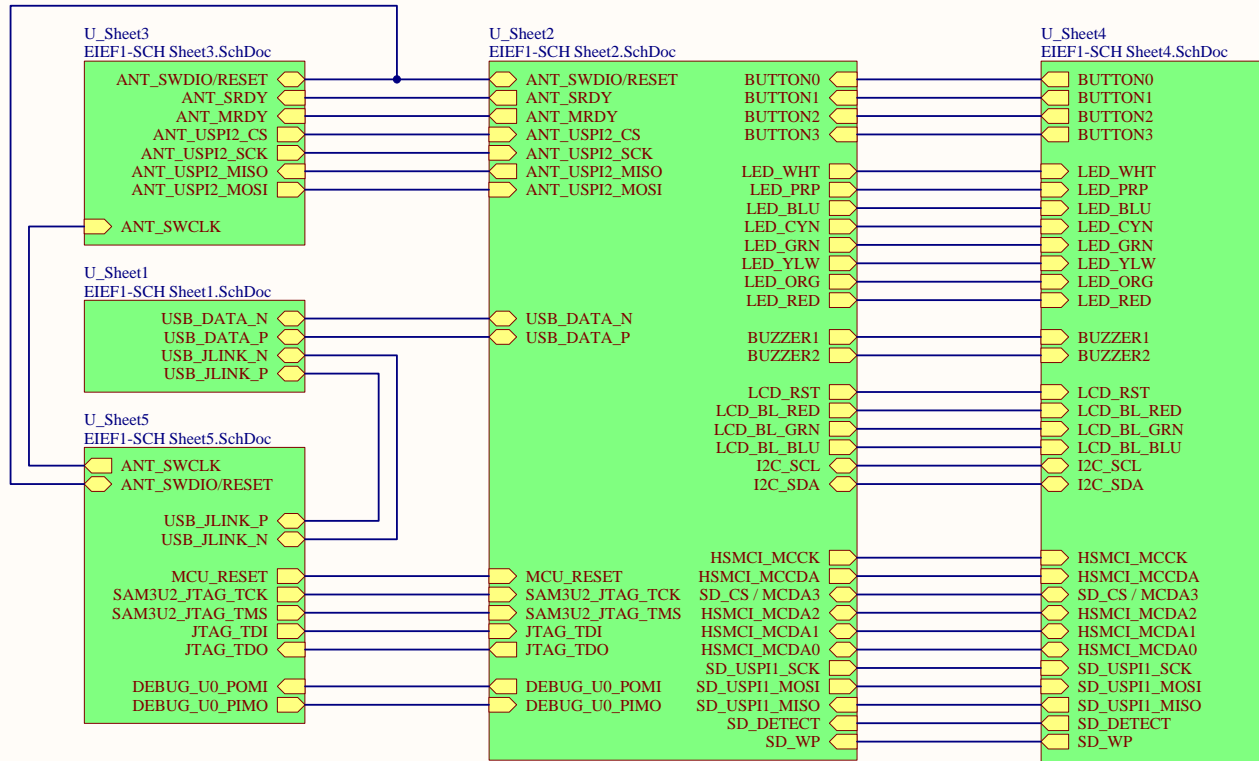 U_Sheet3
EIEF1-SCH Sheet3.SchDoc
ANT_SWDIO/RESET
ANT_SRDY
ANT_MRDY
ANT_USPI2_CS
ANT_USPI2_SCK
ANT_USPI2_MISO
ANT_USPI2_MOSI
ANT_SWCLK
U_Sheet1
EIEF1-SCH Sheet1.SchDoc
USB_DATA_N
USB_DATA_P
USB_JLINK_N
USB_JLINK_P
U_Sheet5
EIEF1-SCH Sheet5.SchDoc
ANT_SWCLK
ANT_SWDIO/RESET
USB_JLINK_P
USB_JLINK_N
MCU_RESET
SAM3U2_JTAG_TCK
SAM3U2_JTAG_TMS
JTAG_TDI
JTAG_TDO
DEBUG_U0_POMI
DEBUG_U0_PIMO
U_Sheet2
EIEF1-SCH Sheet2.SchDoc
ANT_SWDIO/RESET
ANT_SRDY
ANT_MRDY
ANT_USPI2_CS
ANT_USPI2_SCK
ANT_USPI2_MISO
ANT_USPI2_MOSI
USB_DATA_N
USB_DATA_P
MCU_RESET
SAM3U2_JTAG_TCK
SAM3U2_JTAG_TMS
JTAG_TDI
JTAG_TDO
DEBUG_U0_POMI
DEBUG_U0_PIMO
BUTTON0
BUTTON1
BUTTON2
BUTTON3
LED_WHT
LED_PRP
LED_BLU
LED_CYN
LED_GRN
LED_YLW
LED_ORG
LED_RED
BUZZER1
BUZZER2
LCD_RST
LCD_BL_RED
LCD_BL_GRN
LCD_BL_BLU
I2C_SCL
I2C_SDA
HSMCI_MCCK
HSMCI_MCCDA
SD_CS / MCDA3
HSMCI_MCDA2
HSMCI_MCDA1
HSMCI_MCDA0
SD_USPI1_SCK
SD_USPI1_MOSI
SD_USPI1_MISO
SD_DETECT
SD_WP
U_Sheet4
EIEF1-SCH Sheet4.SchDoc
BUTTON0
BUTTON1
BUTTON2
BUTTON3
LED_WHT
LED_PRP
LED_BLU
LED_CYN
LED_GRN
LED_YLW
LED_ORG
LED_RED
BUZZER1
BUZZER2
LCD_RST
LCD_BL_RED
LCD_BL_GRN
LCD_BL_BLU
I2C_SCL
I2C_SDA
HSMCI_MCCK
HSMCI_MCCDA
SD_CS / MCDA3
HSMCI_MCDA2
HSMCI_MCDA1
HSMCI_MCDA0
SD_USPI1_SCK
SD_USPI1_MOSI
SD_USPI1_MISO
SD_DETECT
SD_WP